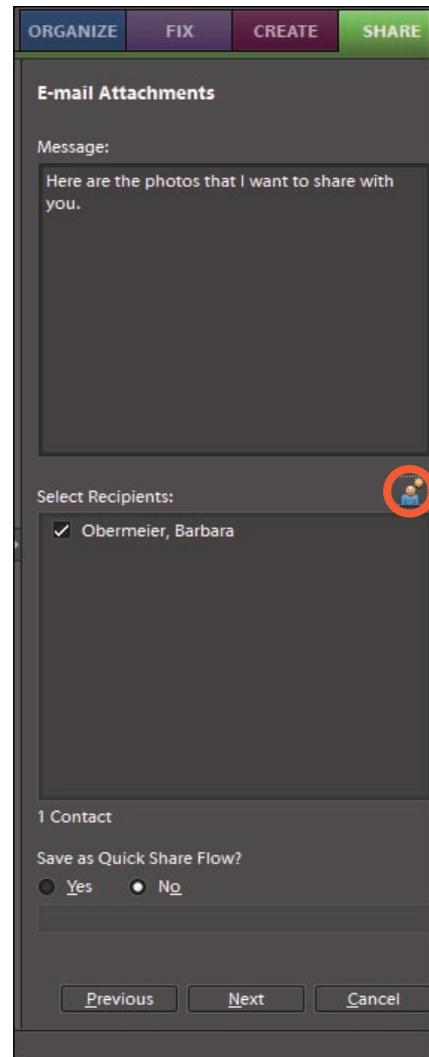 ORGANIZE FIX CREATE SHARE
E-mail Attachments
Message:
Here are the photos that I want to share with
you.
Select Recipients:
Obermeier, Barbara
1 Contact
Save as Quick Share Flow?
Yes No
Previous Next Cancel